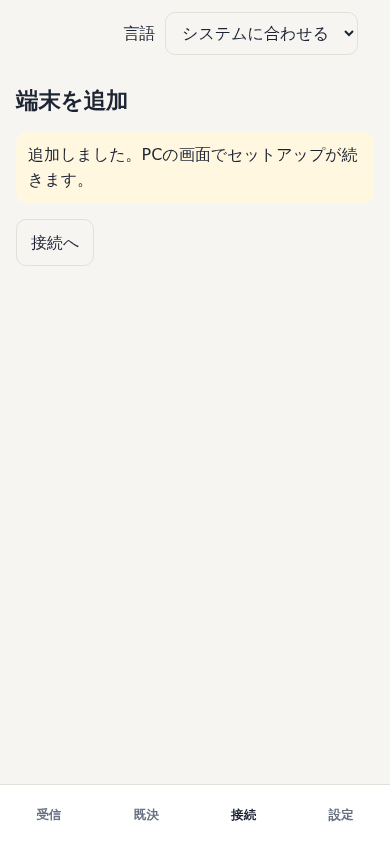 言語 システムに合わせる
端末を追加
追加しました。PCの画面でセットアップが続
きます。
接続へ
受信 既決 接続 設定